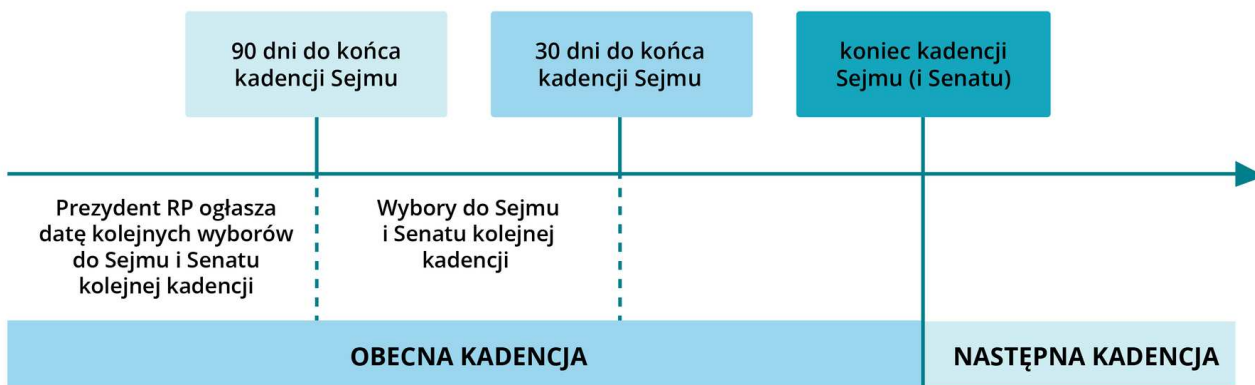 90 dni do końca
kadencji Sejmu
30 dni do końca
kadencji Sejmu
koniec kadencji
Sejmu (i Senatu)
Prezydent RP ogłasza
datę kolejnych wyborów
do Sejmu i Senatu
kolejnej kadencji
Wybory do Sejmu
i Senatu kolejnej
kadencji
OBECNA KADENCJA
NASTĘPNA KADENCJA